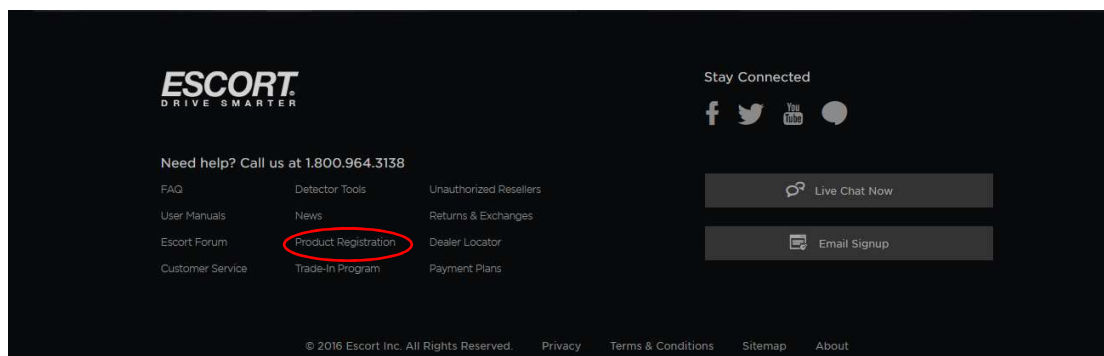 ESCORT.
DRIVE SMARTER
Stay Connected
You
Tube
Need help? Call us at 1.800.964.3138
FAQ Detector Tools Unauthorized Resellers
User Manuals News Returns & Exchanges
Escort Forum Product Registration Dealer Locator
Customer Service Trade-In Program Payment Plans
Live Chat Now
Email Signup
© 2016 Escort Inc. All Rights Reserved. Privacy Terms & Conditions Sitemap About